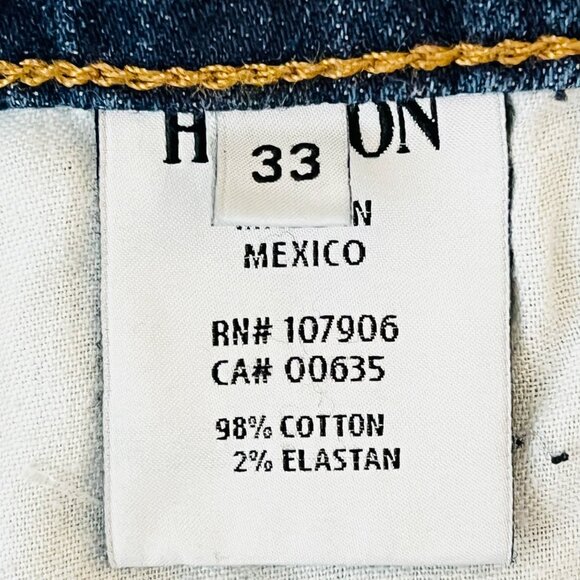 33
MEXICO
RN# 107906
CA# 00635
98% COTTON
2% ELASTAN